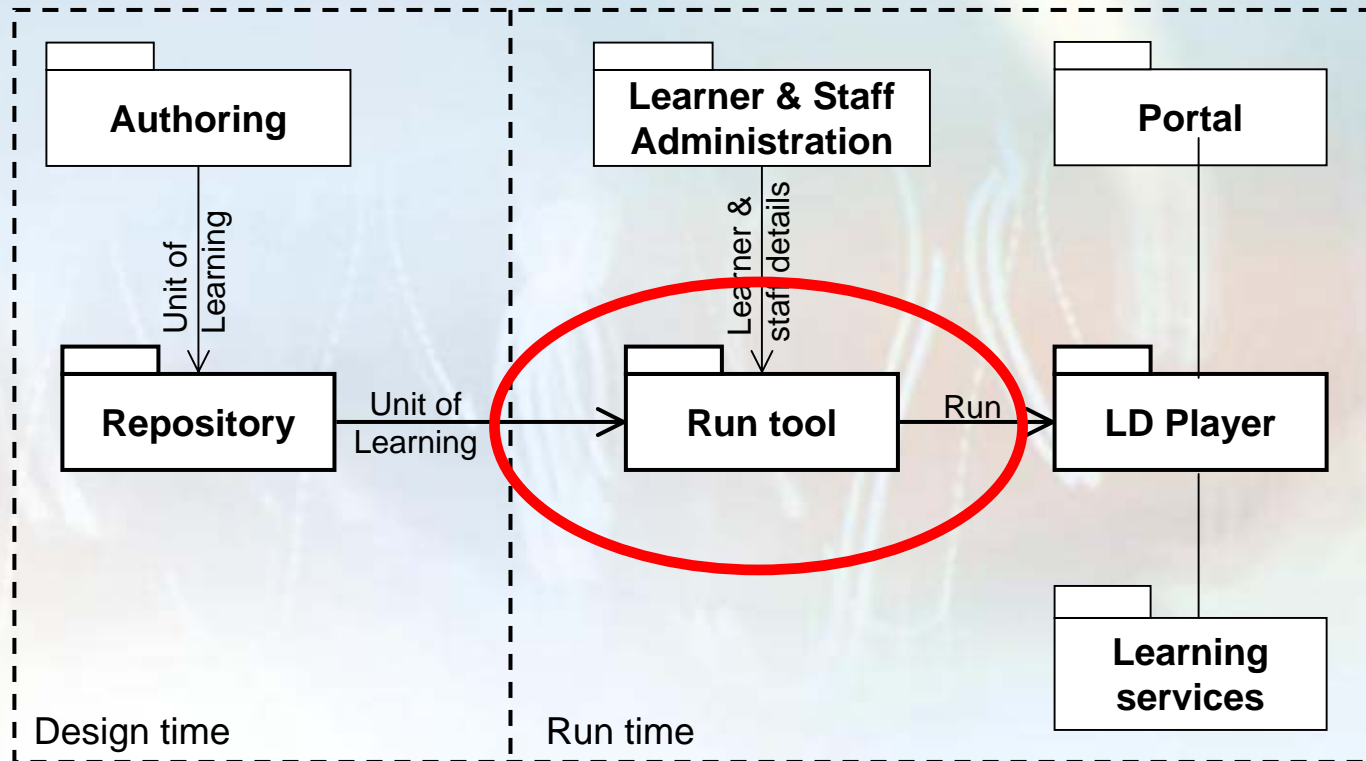 Authoring
Learner & Staff
Administration
Portal
Unit of
Learning
Learner &
staff details
Repository
Unit of
Learning
Run tool
Run
LD Player
Learning
services
Design time
Run time